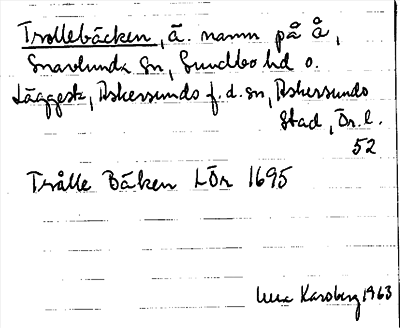 Trollebäcken, ä. namn på å,
Snavlunda sn, Sundbo hd o.
läggest, Askersunds f.d. sn, Askersunds
stad, Ör. l.
52
Trålle Bäken LÖr 1695
Karsberg 1963